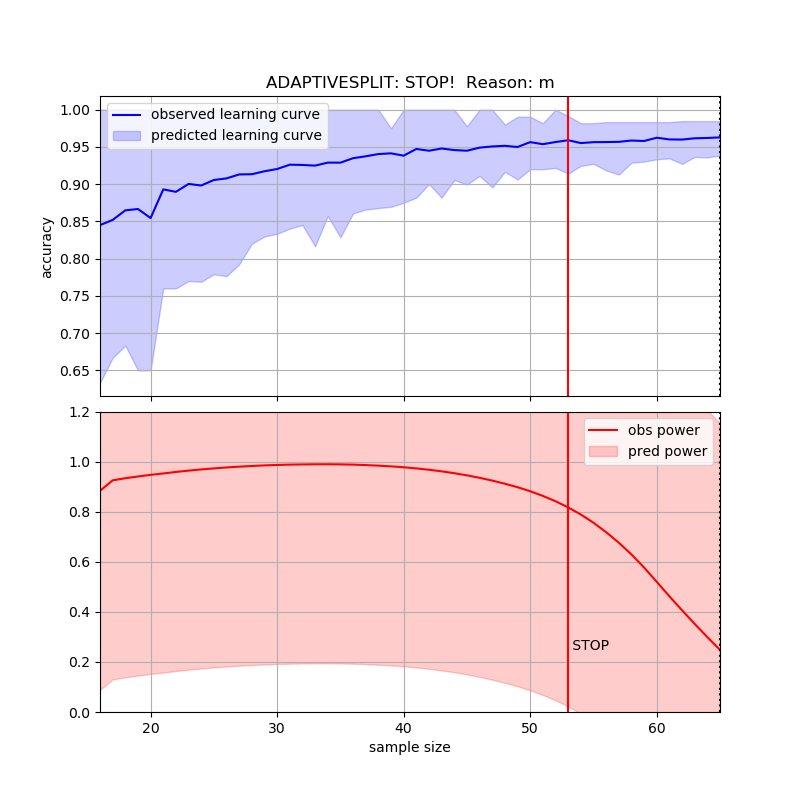 ADAPTIVESPLIT: STOP!  Reason: m
observed learning curve
predicted learning curve
accuracy
1.00
0.95
0.90
0.85
0.80
0.75
0.70
0.65
obs power
pred power
1.2
1.0
0.8
0.6
0.4
0.2
0.0
STOP
20 30 40 50 60
sample size